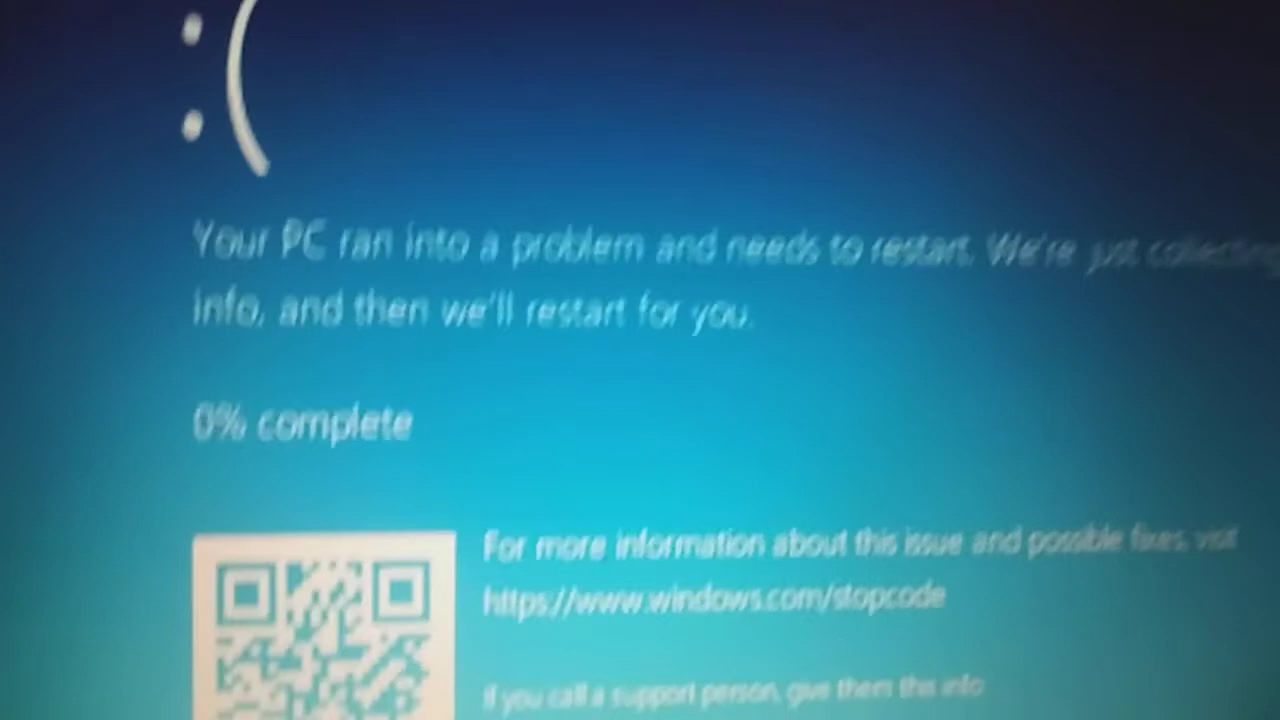 :(
Your PC ran into a problem and needs to restart. We're just collecting
info, and then we'll restart for you.
0% complete
For more information about this issue and possible fixes, visit
https://www.windows.com/stopcode
If you call a support person, give them this info